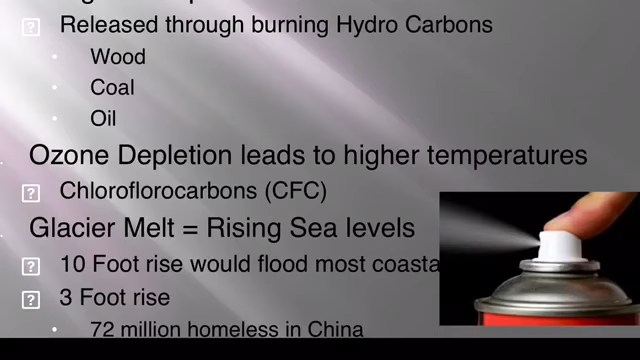 Released through burning Hydro Carbons
Wood
Coal
Oil
Ozone Depletion leads to higher temperatures
Chloroflorocarbons (CFC)
Glacier Melt = Rising Sea levels
10 Foot rise would flood most coasta
3 Foot rise
72 million homeless in China